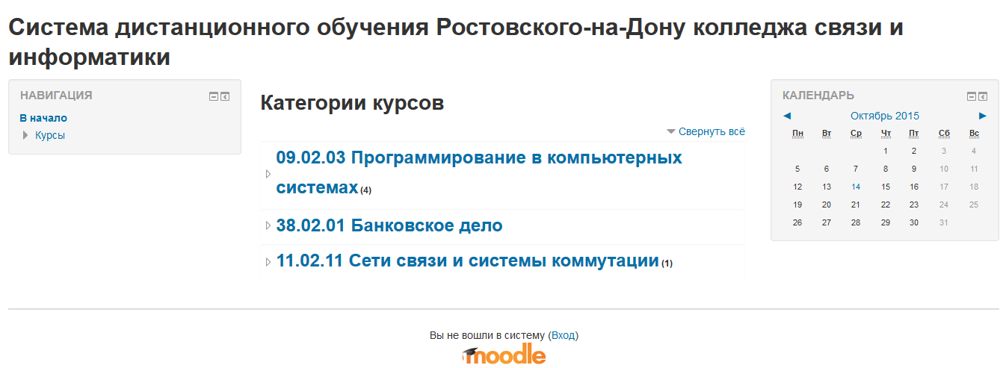 Система дистанционного обучения Ростовского-на-Дону колледжа связи и
информатики
НАВИГАЦИЯ
В начало
Курсы
Категории курсов
Свернуть всё
09.02.03 Программирование в компьютерных
системах (4)
38.02.01 Банковское дело
11.02.11 Сети связи и системы коммутации (1)
КАЛЕНДАРЬ
Октябрь 2015
Пн Вт Ср Чт Пт Сб Вс
1 2 3 4
5 6 7 8 9 10 11
12 13 14 15 16 17 18
19 20 21 22 23 24 25
26 27 28 29 30 31
Вы не вошли в систему (Вход)
moodle